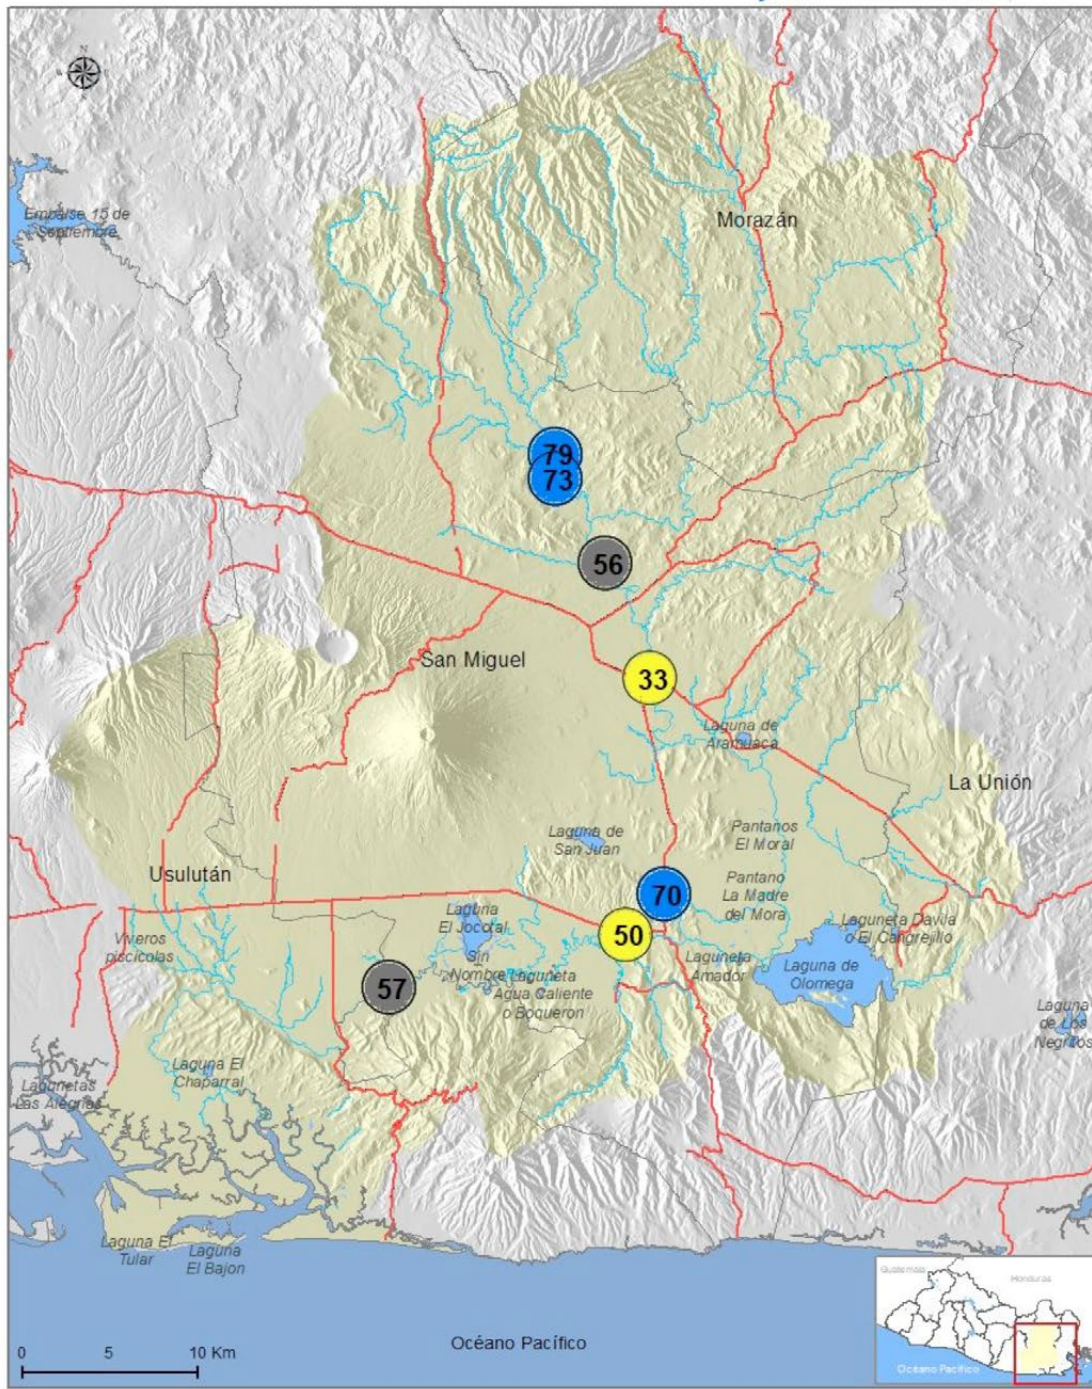 N
Embalse 15 de
Septiembre
Morazán
79
73
56
San Miguel
33
Laguna de
Aramuaca
La Unión
Laguna de
San Juan
Pantanos
El Moral
Usulután
Pantano
La Madre
del Mora
70
Laguna
El Jocotal
50
Laguneta Davila
o El Cangrejillo
Viveros
piscícolas
Sin
Nombre
Laguneta
Agua Caliente
o Boqueron
Laguneta
Amador
Laguna de
Olomega
57
Laguna
de Los
Negritos
Laguna El
Chaparral
Lagunetas
Las Alegrias
Laguna El
Tular
Laguna
El Bajon
Guatemala
Honduras
Océano Pacífico
0 5 10 Km
Océano Pacífico